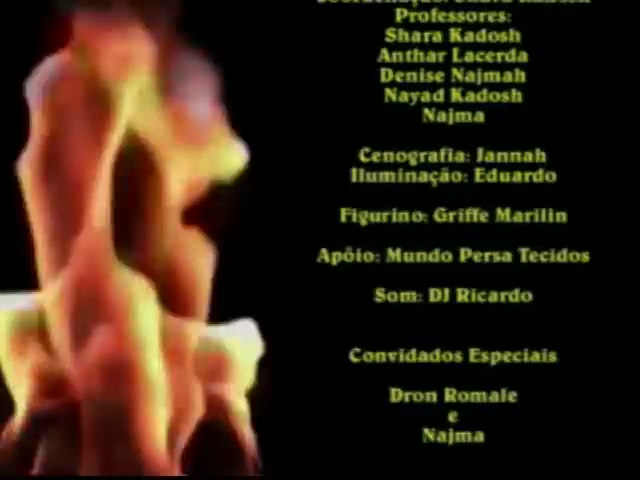 Professores:
Shara Kadosh
Anthar Lacerda
Denise Najmah
Nayad Kadosh
Najma
Cenografia: Jannah
Iluminação: Eduardo
Figurino: Griffe Marilin
Apôio: Mundo Persa Tecidos
Som: DJ Ricardo
Convidados Especiais
Dron Romale
e
Najma